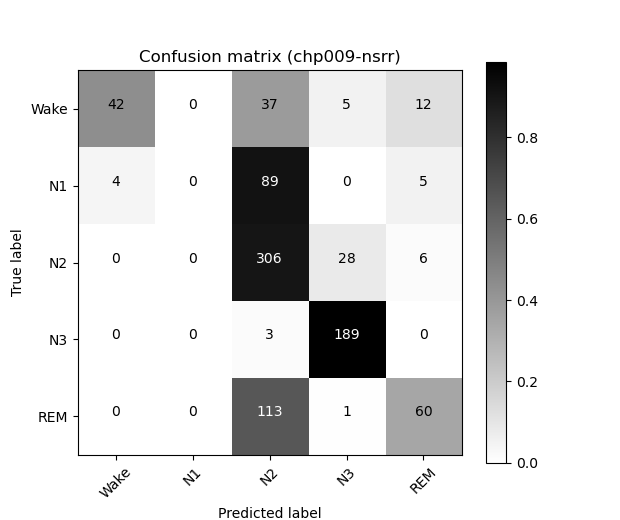 Confusion matrix (chp009-nsrr)
Wake 42 0 37 5 12
N1 4 0 89 0 5
N2 0 0 306 28 6
N3 0 0 3 189 0
REM 0 0 113 1 60
Wake N1 N2 N3 REM
True label
Predicted label
0.8
0.6
0.4
0.2
0.0